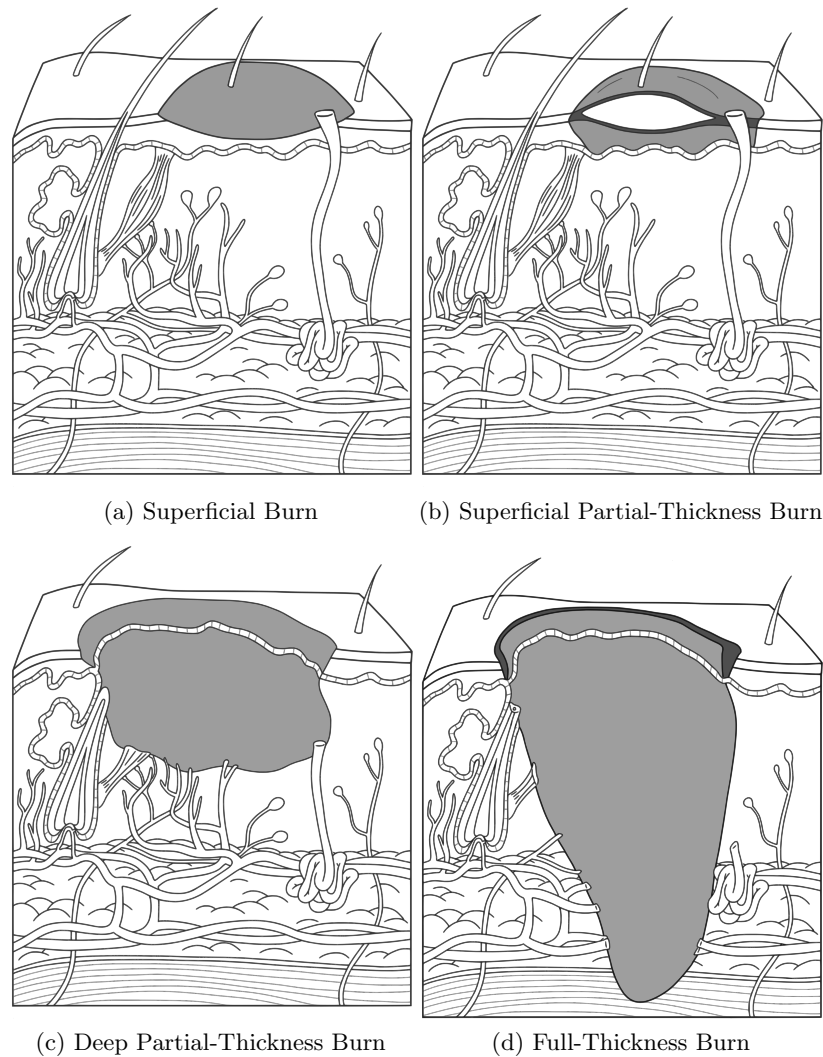 (a) Superficial Burn
(b) Superficial Partial-Thickness Burn
(c) Deep Partial-Thickness Burn
(d) Full-Thickness Burn